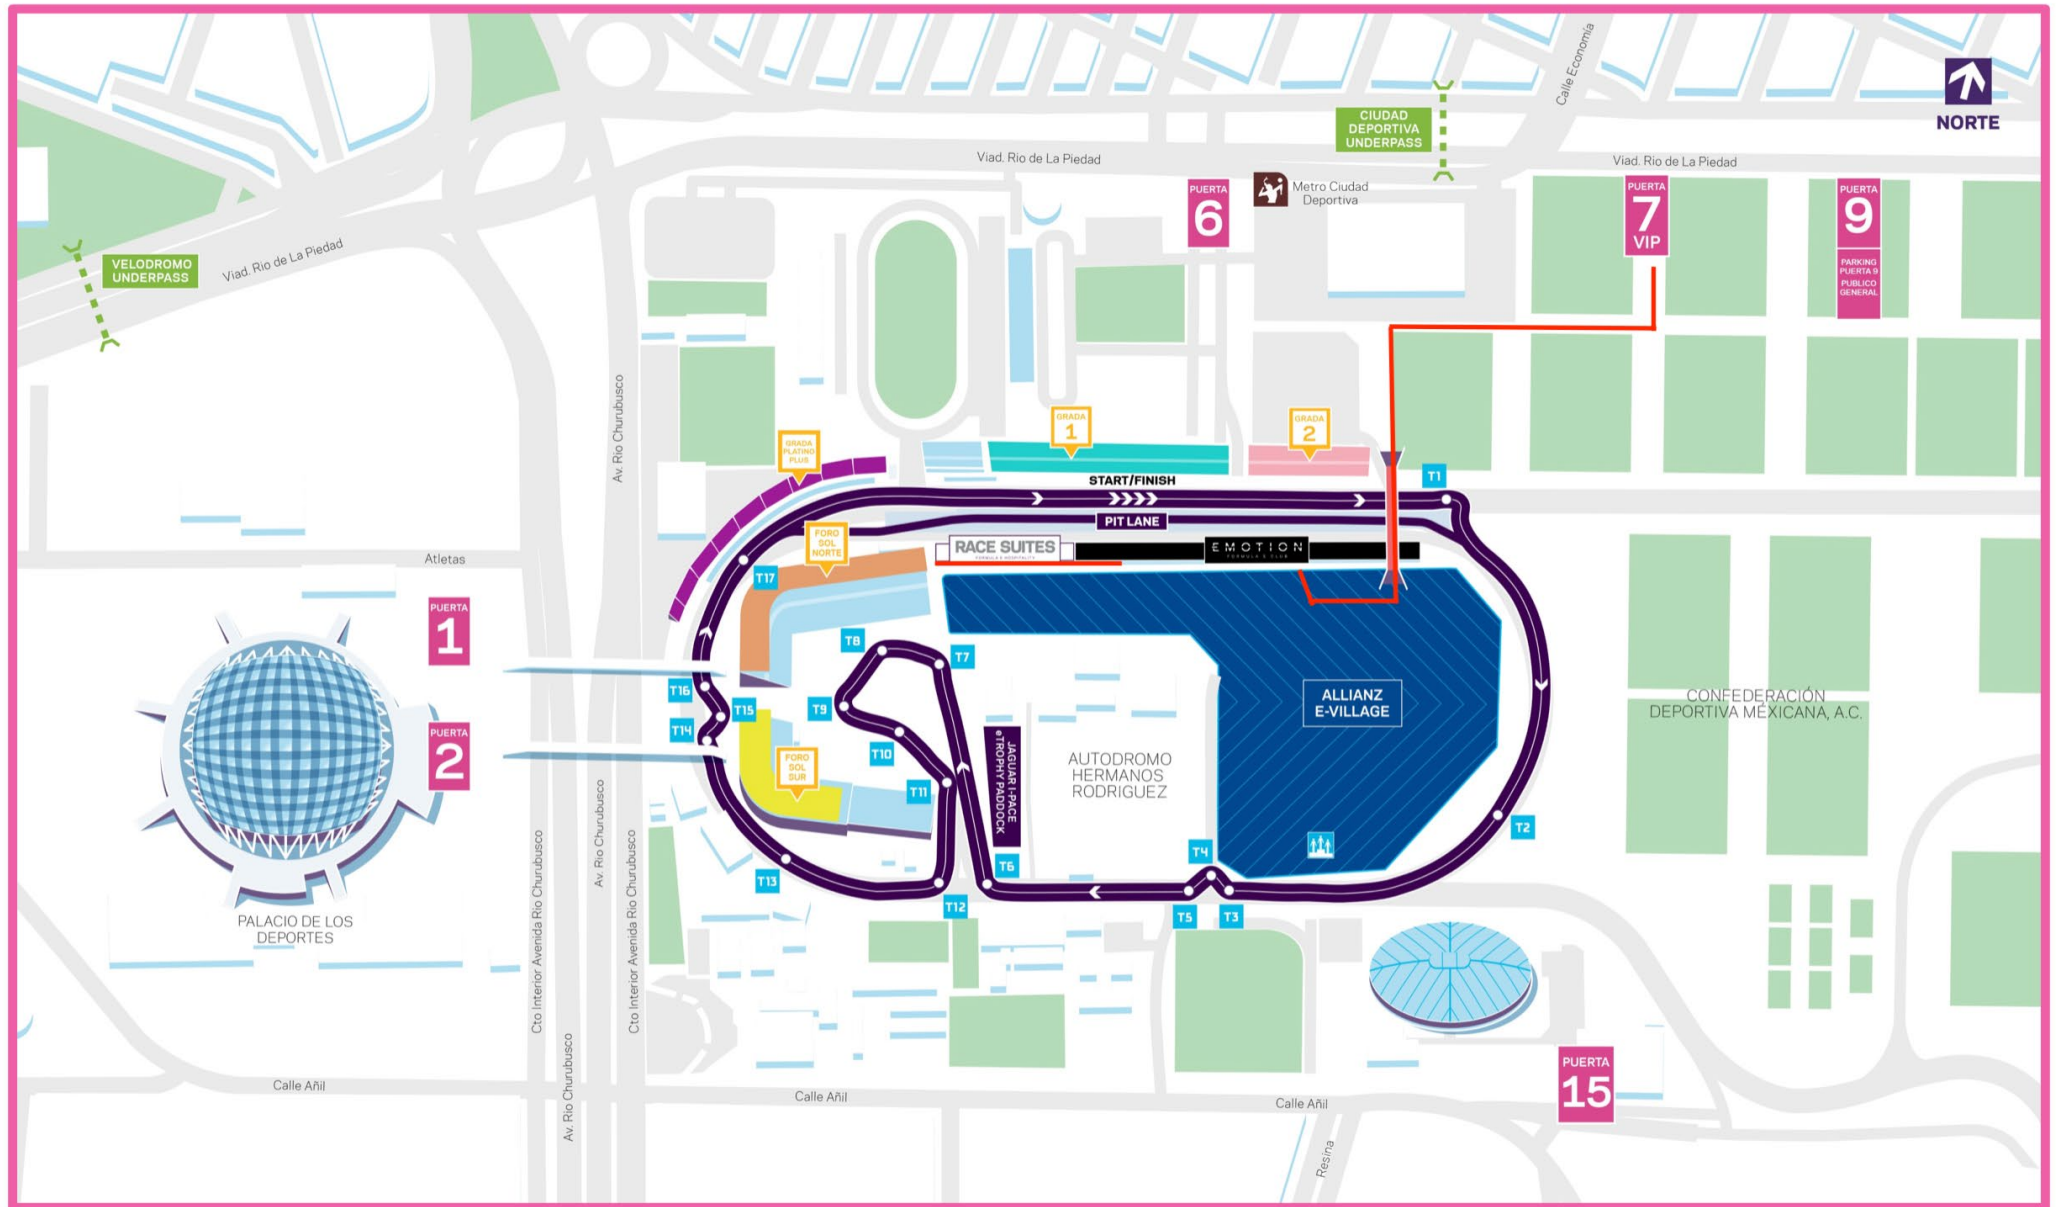 NORTE
Calle Economía
CIUDAD
DEPORTIVA
UNDERPASS
Viad. Rio de La Piedad
Viad. Rio de La Piedad
Metro Ciudad
Deportiva
PUERTA
6
PUERTA
7
VIP
PUERTA
9
PARKING
PUERTA 9
PUBLICO
GENERAL
VELODROMO
UNDERPASS
Viad. Rio de La Piedad
Av. Rio Churubusco
GRADA
PLATINO
PLUS
GRADA
1
GRADA
2
START/FINISH
T1
PIT LANE
FORO
SOL
NORTE
RACE SUITES
FORMULA E HOSPITALITY
EMOTION
FORMULA E CLUB
Atletas
T17
PUERTA
1
T8
T7
T16
T15
T9
T14
T10
ALLIANZ
E-VILLAGE
CONFEDERACIÓN
DEPORTIVA MEXICANA, A.C.
PUERTA
2
FORO
SOL
SUR
T11
JAGUAR I-PACE
eTROPHY PADDOCK
AUTODROMO
HERMANOS
RODRIGUEZ
T2
T4
T6
T13
T12
T5
T3
PALACIO DE LOS
DEPORTES
Cto Interior Avenida Rio Churubusco
Av. Rio Churubusco
Cto Interior Avenida Rio Churubusco
Av. Rio Churubusco
PUERTA
15
Calle Añil
Calle Añil
Calle Añil
Resina